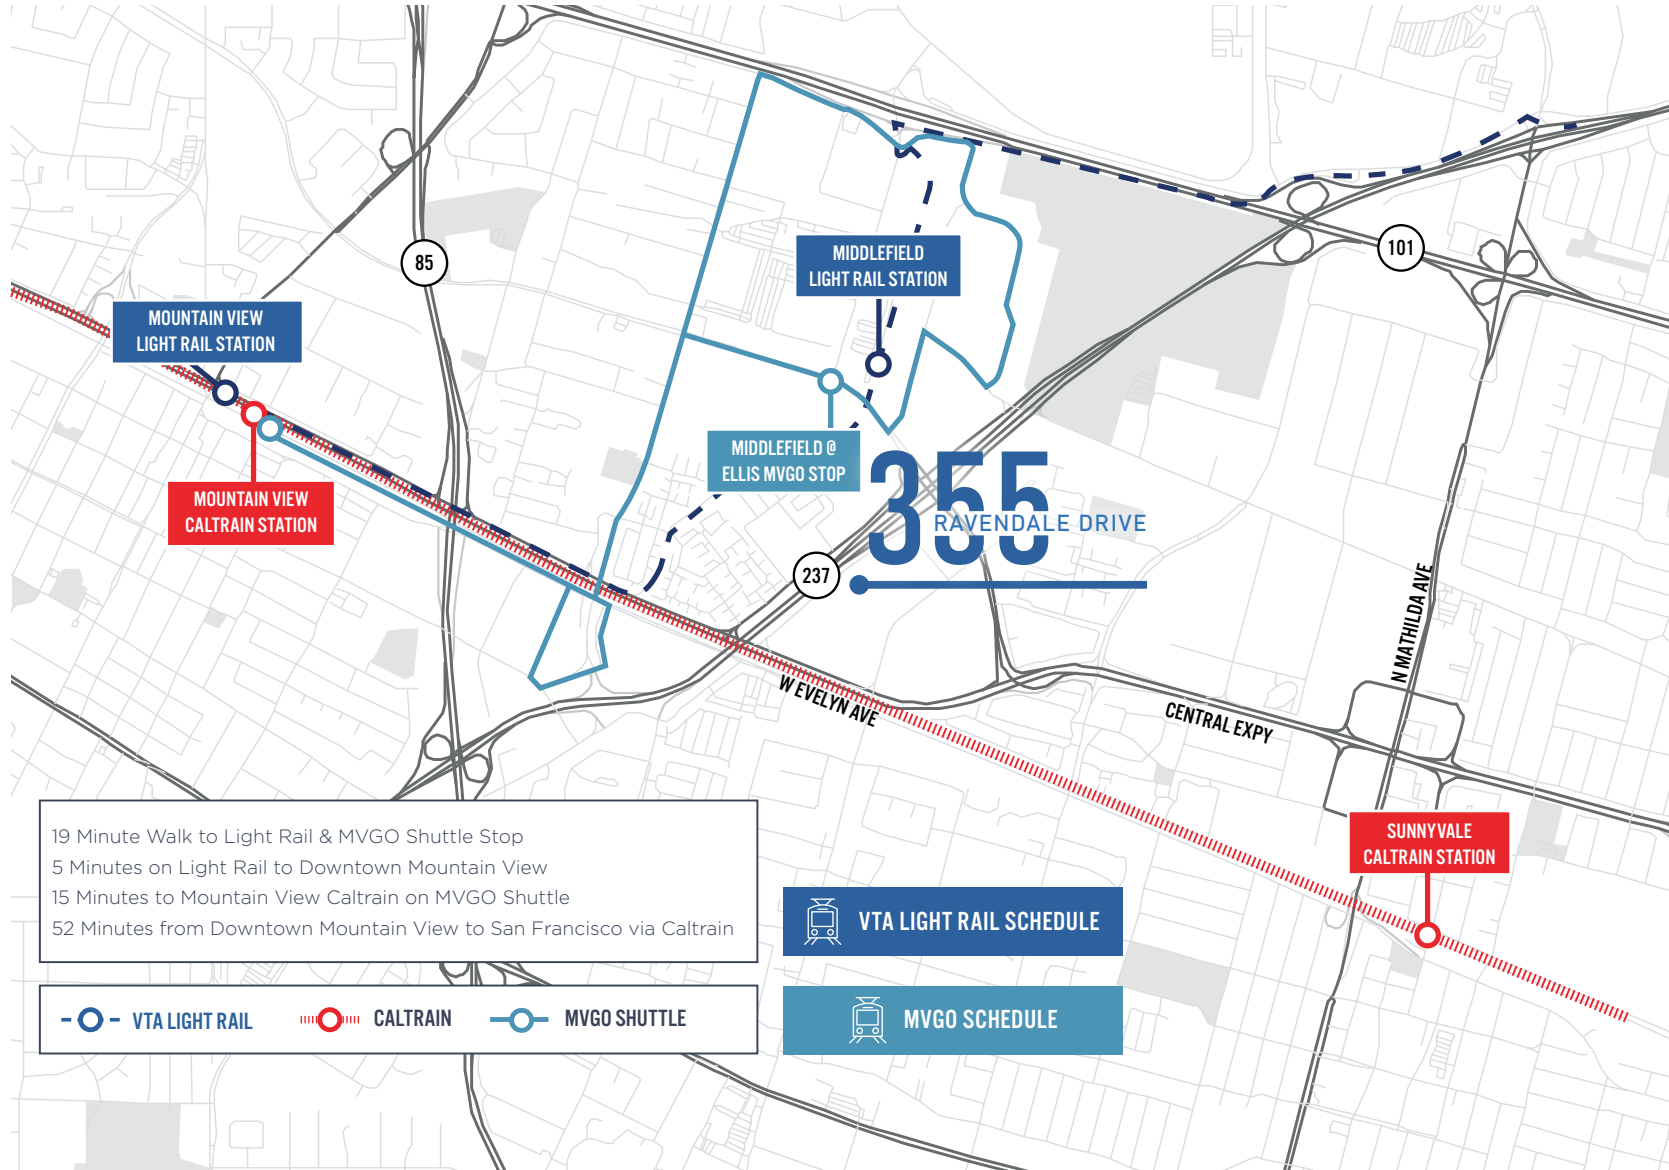 85
101
MIDDLEFIELD
LIGHT RAIL STATION
MOUNTAIN VIEW
LIGHT RAIL STATION
MIDDLEFIELD @
ELLIS MVGO STOP
355
RAVENDALE DRIVE
MOUNTAIN VIEW
CALTRAIN STATION
237
N MATHILDA AVE
W EVELYN AVE
CENTRAL EXPY
SUNNYVALE
CALTRAIN STATION
19 Minute Walk to Light Rail & MVGO Shuttle Stop
5 Minutes on Light Rail to Downtown Mountain View
15 Minutes to Mountain View Caltrain on MVGO Shuttle
52 Minutes from Downtown Mountain View to San Francisco via Caltrain
VTA LIGHT RAIL SCHEDULE
VTA LIGHT RAIL
CALTRAIN
MVGO SHUTTLE
MVGO SCHEDULE